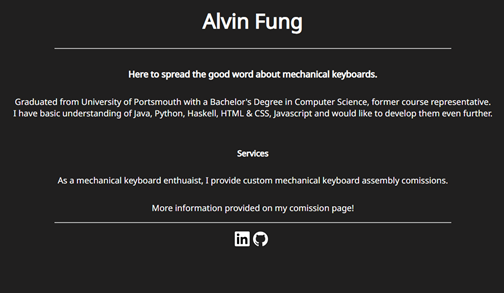 Alvin Fung
Here to spread the good word about mechanical keyboards.
Graduated from University of Portsmouth with a Bachelor's Degree in Computer Science, former course representative.
I have basic understanding of Java, Python, Haskell, HTML & CSS, Javascript and would like to develop them even further.
Services
As a mechanical keyboard enthuaist, I provide custom mechanical keyboard assembly comissions.
More information provided on my comission page!
in